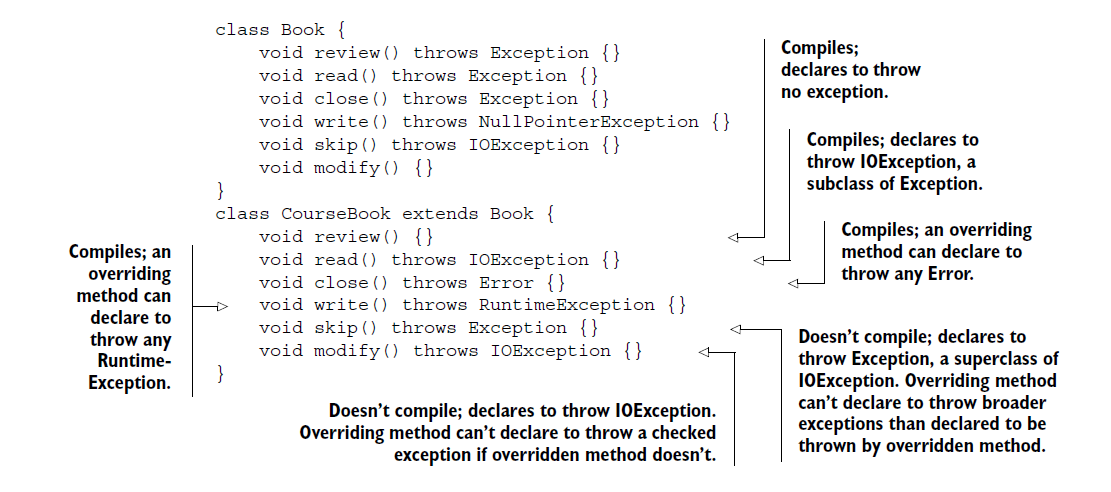 class Book {
void review() throws Exception {}
void read() throws Exception {}
void close() throws Exception {}
void write() throws NullPointerException {}
void skip() throws IOException {}
void modify() {}
}
class CourseBook extends Book {
void review() {}
void read() throws IOException {}
void close() throws Error {}
void write() throws RuntimeException {}
void skip() throws Exception {}
void modify() throws IOException {}
}
Compiles;
declares to throw
no exception.
Compiles; declares to
throw IOException, a
subclass of Exception.
Compiles; an overriding
method can declare to
throw any Error.
Compiles; an
overriding
method can
declare to
throw any
Runtime-
Exception.
Doesn't compile; declares to
throw Exception, a superclass of
IOException. Overriding method
can't declare to throw broader
exceptions than declared to be
thrown by overridden method.
Doesn't compile; declares to throw IOException.
Overriding method can't declare to throw a checked
exception if overridden method doesn't.